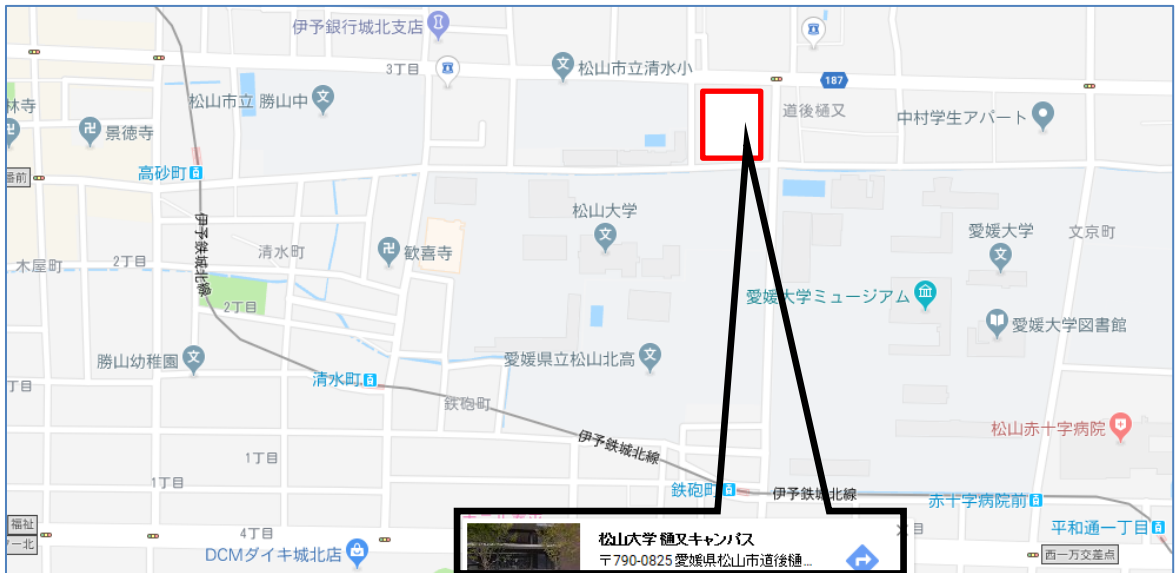 伊予銀行城北支店
3丁目
松山市立清水小
187
松山市立 勝山中
道後樋又
中村学生アパート
林寺
景徳寺
高砂町
番前
松山大学
愛媛大学
文京町
伊予鉄城北線
清水町
歓喜寺
木屋町
2丁目
愛媛大学ミュージアム
2丁目
愛媛大学図書館
勝山幼稚園
愛媛県立松山北高
清水町
丁目
鉄砲町
松山赤十字病院
伊予鉄城北線
1丁目
1丁目
鉄砲町
伊予鉄城北線
赤十字病院前
福祉
ター北
4丁目
平和通一丁目
DCMダイキ城北店
西一万交差点
松山大学 樋又キャンパス
〒790-0825 愛媛県松山市道後樋...